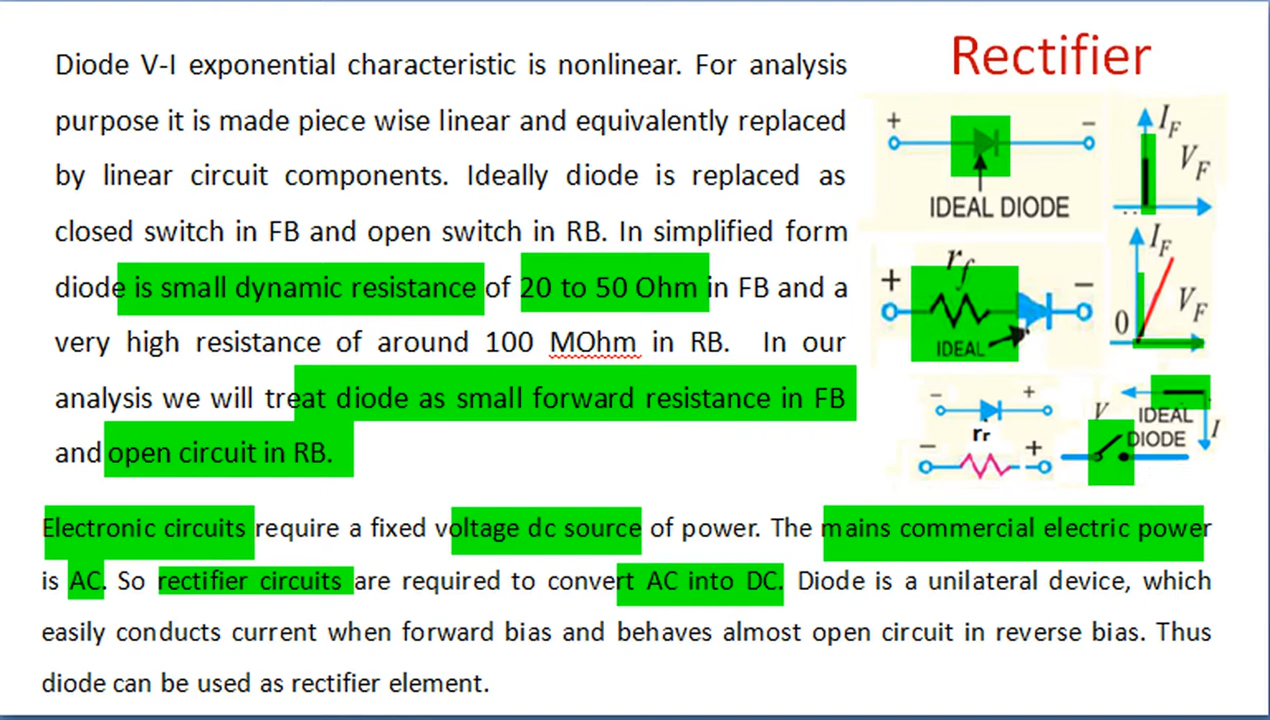 Rectifier
Diode V-I exponential characteristic is nonlinear. For analysis
purpose it is made piece wise linear and equivalently replaced
by linear circuit components. Ideally diode is replaced as
closed switch in FB and open switch in RB. In simplified form
diode is small dynamic resistance of 20 to 50 Ohm in FB and a
very high resistance of around 100 MOhm in RB. In our
analysis we will treat diode as small forward resistance in FB
and open circuit in RB.
+ − I_F
V_F
IDEAL DIODE
r_f I_F
+ − V_F
0
IDEAL
− + V IDEAL
DIODE I
r_r
− +
Electronic circuits require a fixed voltage dc source of power. The mains commercial electric power
is AC. So rectifier circuits are required to convert AC into DC. Diode is a unilateral device, which
easily conducts current when forward bias and behaves almost open circuit in reverse bias. Thus
diode can be used as rectifier element.